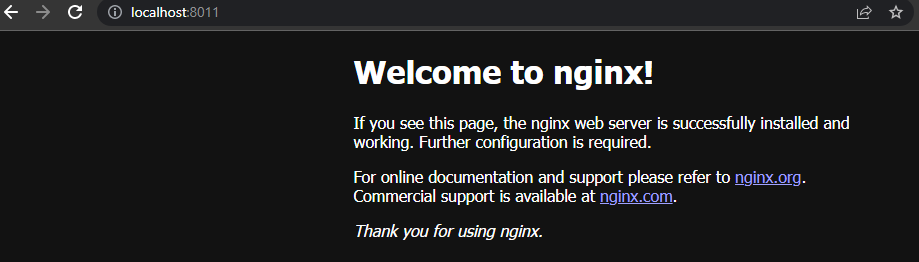 localhost:8011
Welcome to nginx!
If you see this page, the nginx web server is successfully installed and
working. Further configuration is required.
For online documentation and support please refer to nginx.org.
Commercial support is available at nginx.com.
Thank you for using nginx.